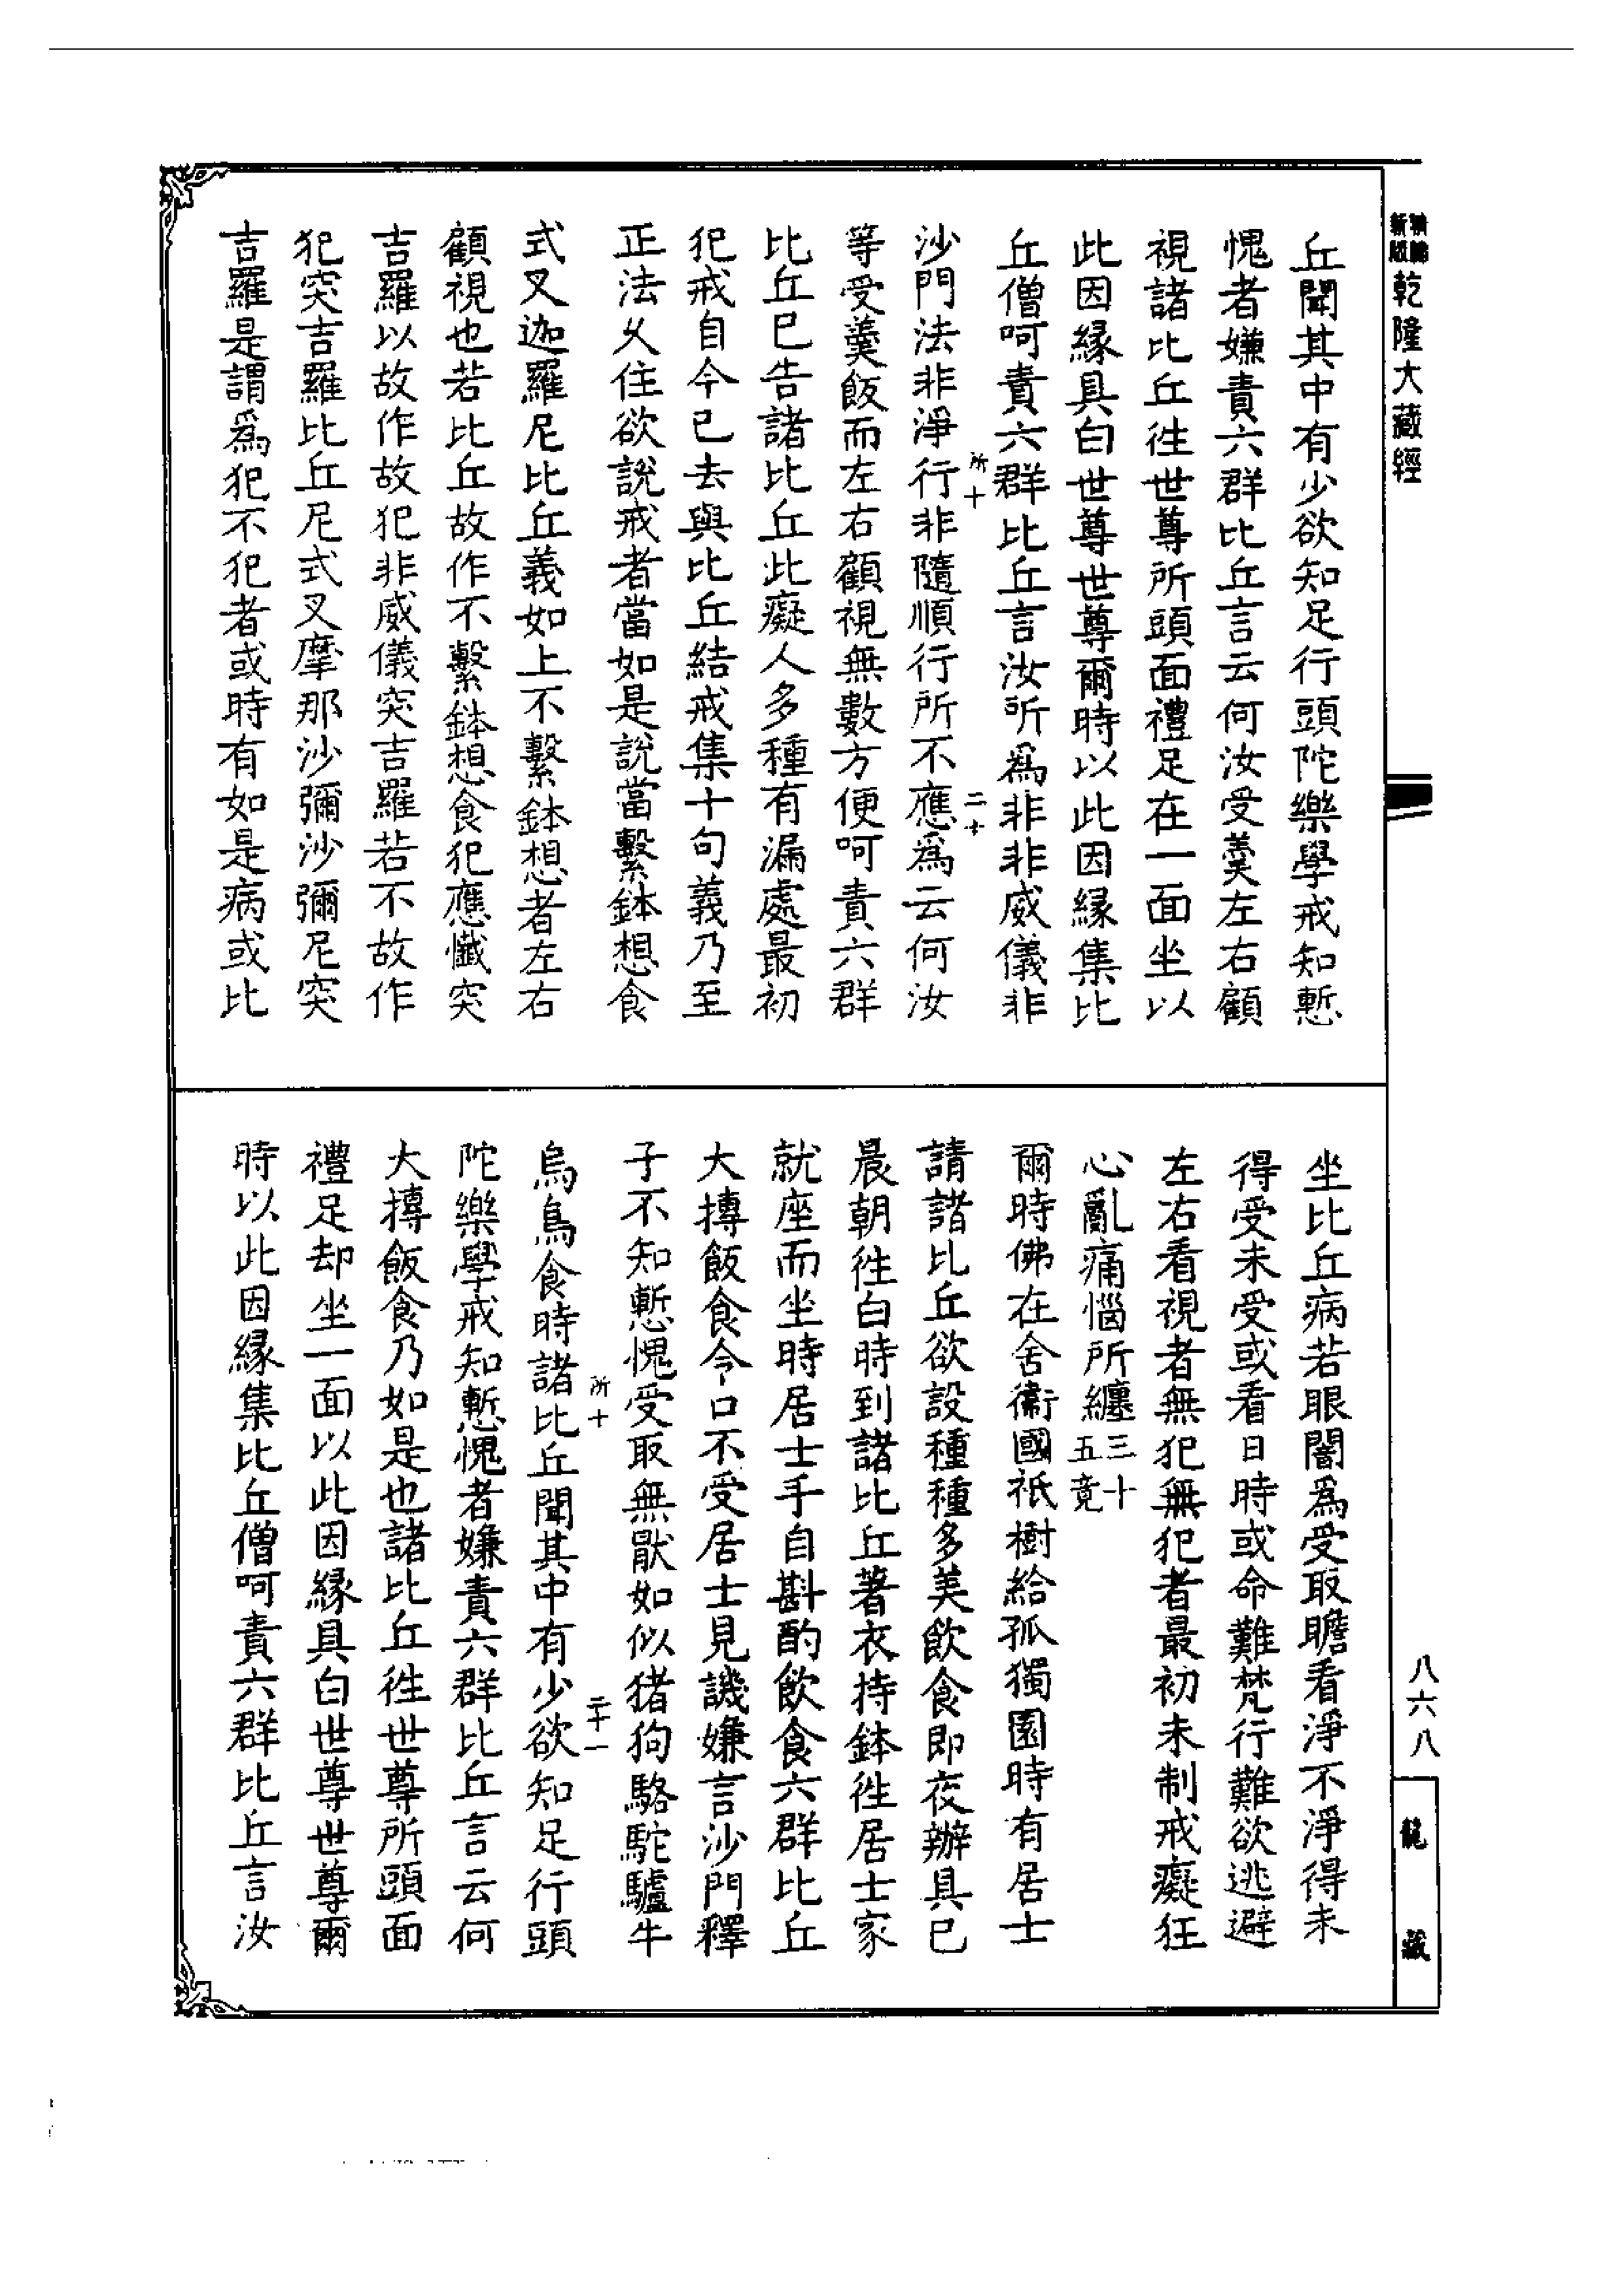 乾隆大藏經
丘聞其中有少欲知足行頭陀樂學戒知慙
愧者嫌責六群比丘言云何汝受羹左右顧
視諸比丘徃世尊所頭面禮足在一面坐以
此因縁具白世尊世尊爾時以此因縁集比
丘僧呵責六群比丘言汝所爲非非威儀非
沙門法非淨行非隨順行所不應爲云何汝
所十 二十
等受羹飯而左右顧視無數方便呵責六群
比丘已告諸比丘此癡人多種有漏處最初
犯戒自今已去與比丘結戒集十句義乃至
正法久住欲說戒者當如是說當繫鉢想食
式叉迦羅尼比丘義如上不繫鉢想者左右
顧視也若比丘故作不繫鉢想食犯應懺突
吉羅以故作故犯非威儀突吉羅若不故作
犯突吉羅比丘尼式叉摩那沙彌沙彌尼突
吉羅是謂爲犯不犯者或時有如是病或比
坐比丘病若眼闇爲受取瞻看淨不淨得未
得受未受或看日時或命難梵行難欲逃避
左右看視者無犯無犯者最初未制戒癡狂
心亂痛惱所纏三十五竟
爾時佛在舍衞國祇樹給孤獨園時有居士
請諸比丘欲設種種多美飲食即夜辦具已
晨朝徃白時到諸比丘著衣持鉢徃居士家
就座而坐時居士手自斟酌飲食六群比丘
大摶飯食令口不受居士見譏嫌言沙門釋
子不知慙愧受取無猒如似猪狗駱駝驢牛
烏鳥食時諸比丘聞其中有少欲知足行頭
所十 二十一
陀樂學戒知慙愧者嫌責六群比丘言云何
大摶飯食乃如是也諸比丘徃世尊所頭面
禮足却坐一面以此因縁具白世尊世尊爾
時以此因縁集比丘僧呵責六群比丘言汝
八六八
龍藏